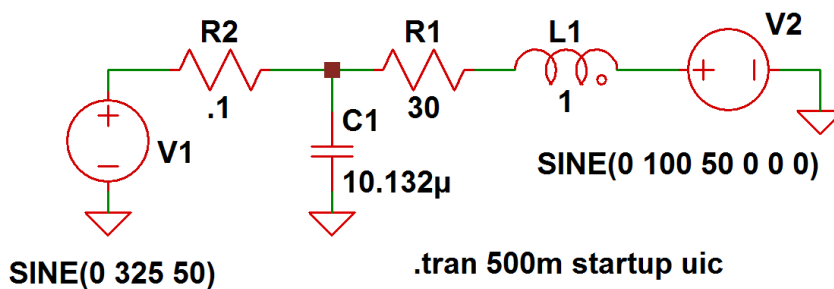 R2
R1
L1
V2
.1
30
1
C1
V1
10.132µ
SINE(0 100 50 0 0 0)
SINE(0 325 50)
.tran 500m startup uic